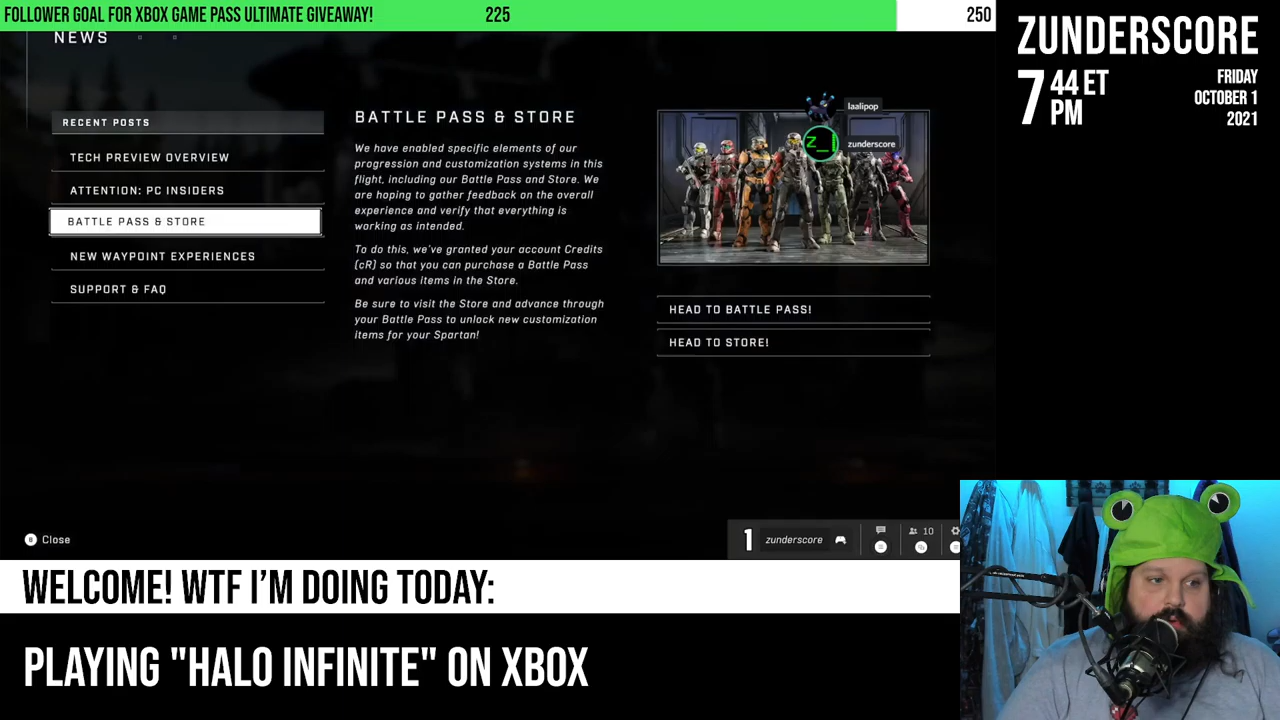 FOLLOWER GOAL FOR XBOX GAME PASS ULTIMATE GIVEAWAY!
225
250
ZUNDERSCORE
7 44 ET
PM
FRIDAY
OCTOBER 1
2021
NEWS
RECENT POSTS
TECH PREVIEW OVERVIEW
ATTENTION: PC INSIDERS
BATTLE PASS & STORE
NEW WAYPOINT EXPERIENCES
SUPPORT & FAQ
BATTLE PASS & STORE
We have enabled specific elements of our
progression and customization systems in this
flight, including our Battle Pass and Store. We
are hoping to gather feedback on the overall
experience and verify that everything is
working as intended.
To do this, we've granted your account Credits
(cR) so that you can purchase a Battle Pass
and various items in the Store.
Be sure to visit the Store and advance through
your Battle Pass to unlock new customization
items for your Spartan!
laalipop
z_
zunderscore
HEAD TO BATTLE PASS!
HEAD TO STORE!
B Close
1 zunderscore
10
WELCOME! WTF I'M DOING TODAY:
PLAYING "HALO INFINITE" ON XBOX